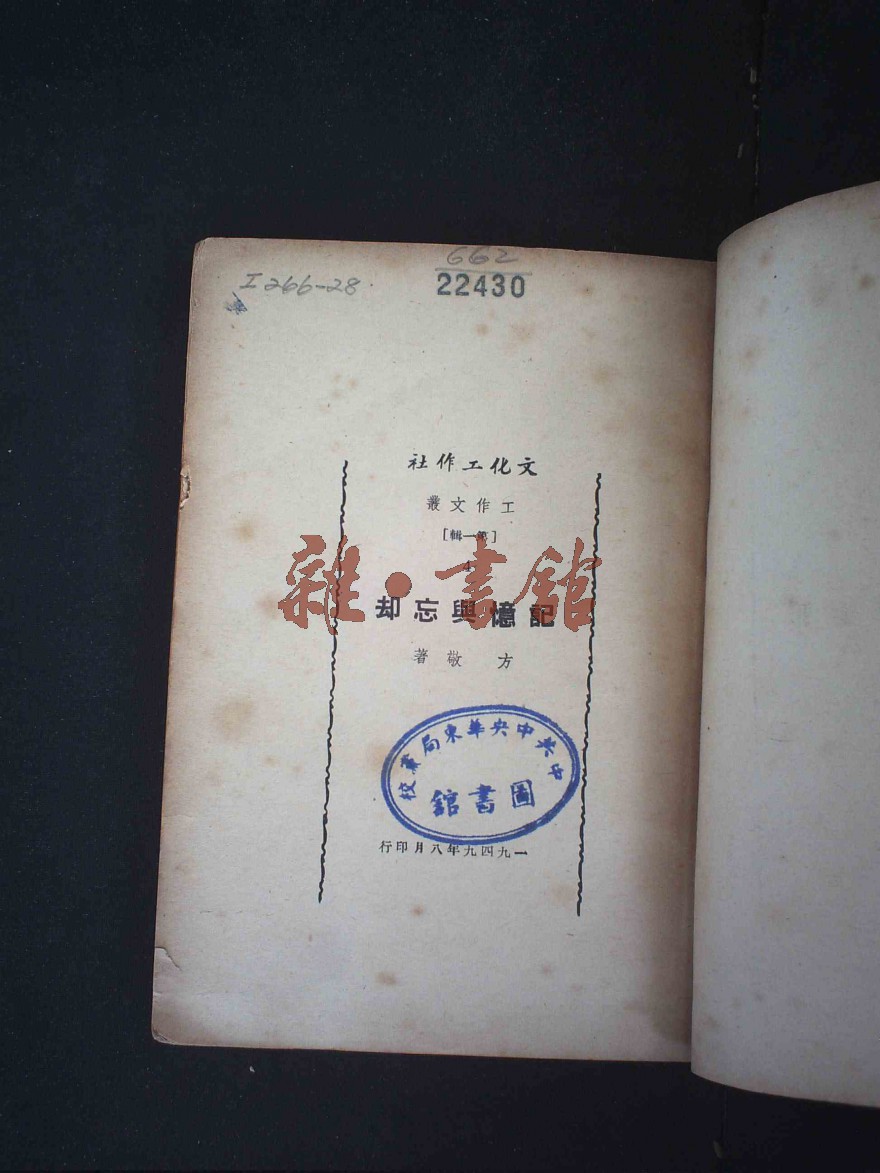 662
I266-28
22430
文化工作社
工作文叢
[第一輯]
雜·書館
記憶與忘却
方敬著
中共中央華東局黨校
圖書館
一九四九年八月印行